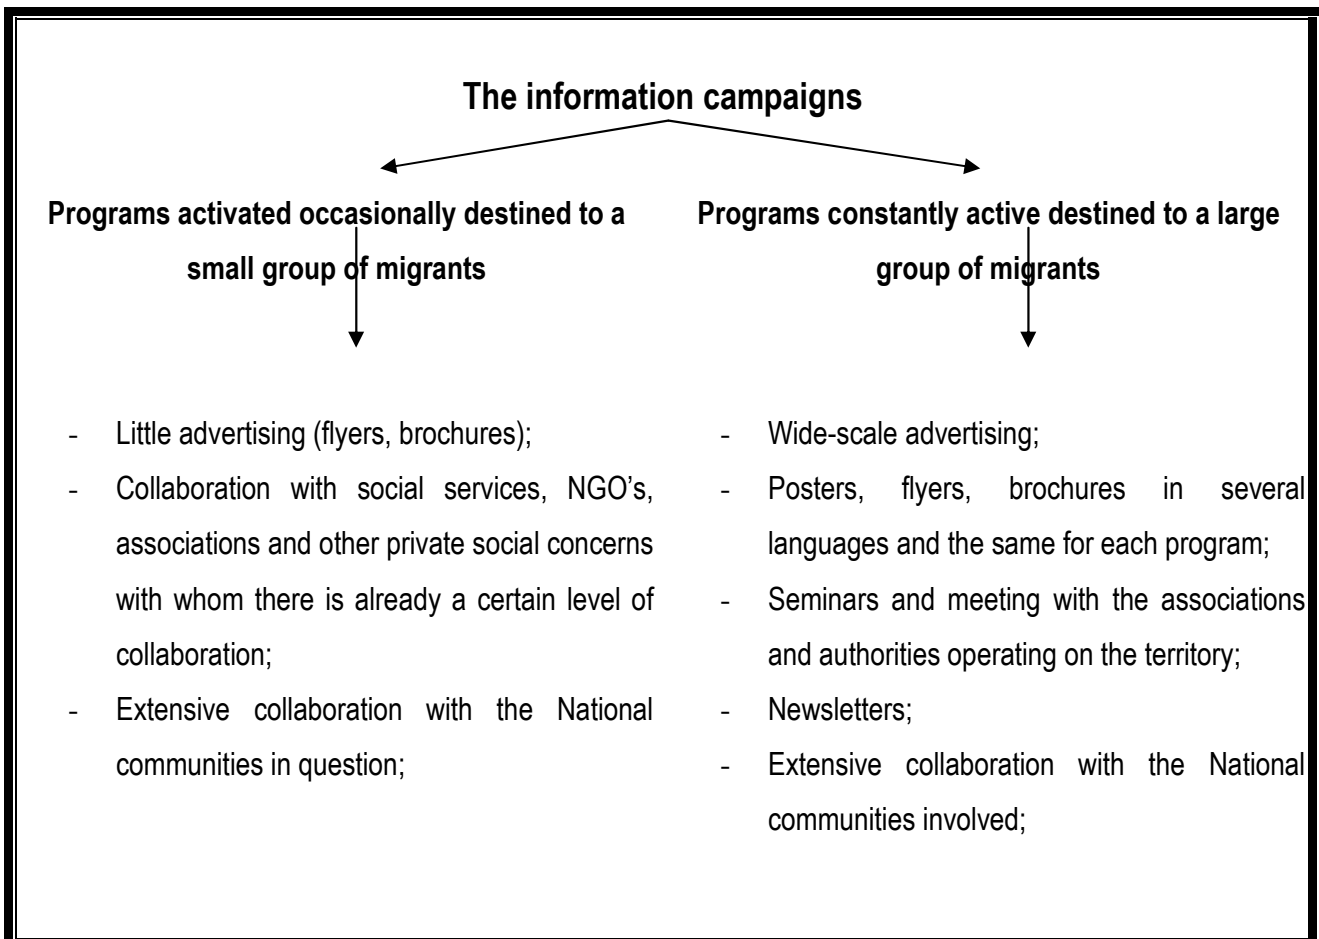 The information campaigns
Programs activated occasionally destined to a
small group of migrants
- Little advertising (flyers, brochures);
- Collaboration with social services, NGO’s,
associations and other private social concerns
with whom there is already a certain level of
collaboration;
- Extensive collaboration with the National
communities in question;
Programs constantly active destined to a large
group of migrants
- Wide-scale advertising;
- Posters, flyers, brochures in several
languages and the same for each program;
- Seminars and meeting with the associations
and authorities operating on the territory;
- Newsletters;
- Extensive collaboration with the National
communities involved;